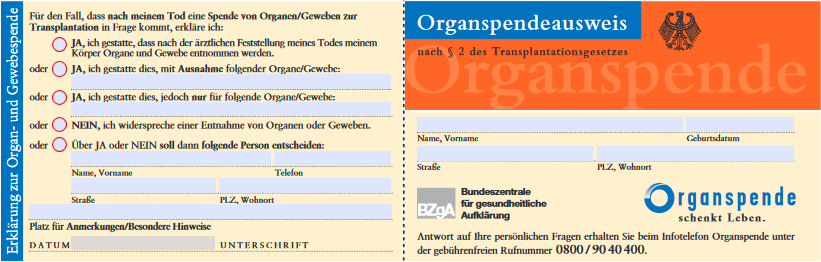 Erklärung zur Organ- und Gewebespende
Für den Fall, dass nach meinem Tod eine Spende von Organen/Geweben zur
Transplantation in Frage kommt, erkläre ich:
JA, ich gestatte, dass nach der ärztlichen Feststellung meines Todes meinem
Körper Organe und Gewebe entnommen werden.
oder JA, ich gestatte dies, mit Ausnahme folgender Organe/Gewebe:
oder JA, ich gestatte dies, jedoch nur für folgende Organe/Gewebe:
oder NEIN, ich widerspreche einer Entnahme von Organen oder Geweben.
oder Über JA oder NEIN soll dann folgende Person entscheiden:
Name, Vorname Telefon
Straße PLZ, Wohnort
Platz für Anmerkungen/Besondere Hinweise
DATUM UNTERSCHRIFT
Organspendeausweis
nach § 2 des Transplantationsgesetzes
Organspende
Name, Vorname Geburtsdatum
Straße PLZ, Wohnort
BZgA
Bundeszentrale
für gesundheitliche
Aufklärung
Organspende
schenkt Leben.
Antwort auf Ihre persönlichen Fragen erhalten Sie beim Infotelefon Organspende unter
der gebührenfreien Rufnummer 0800/90 40 400.